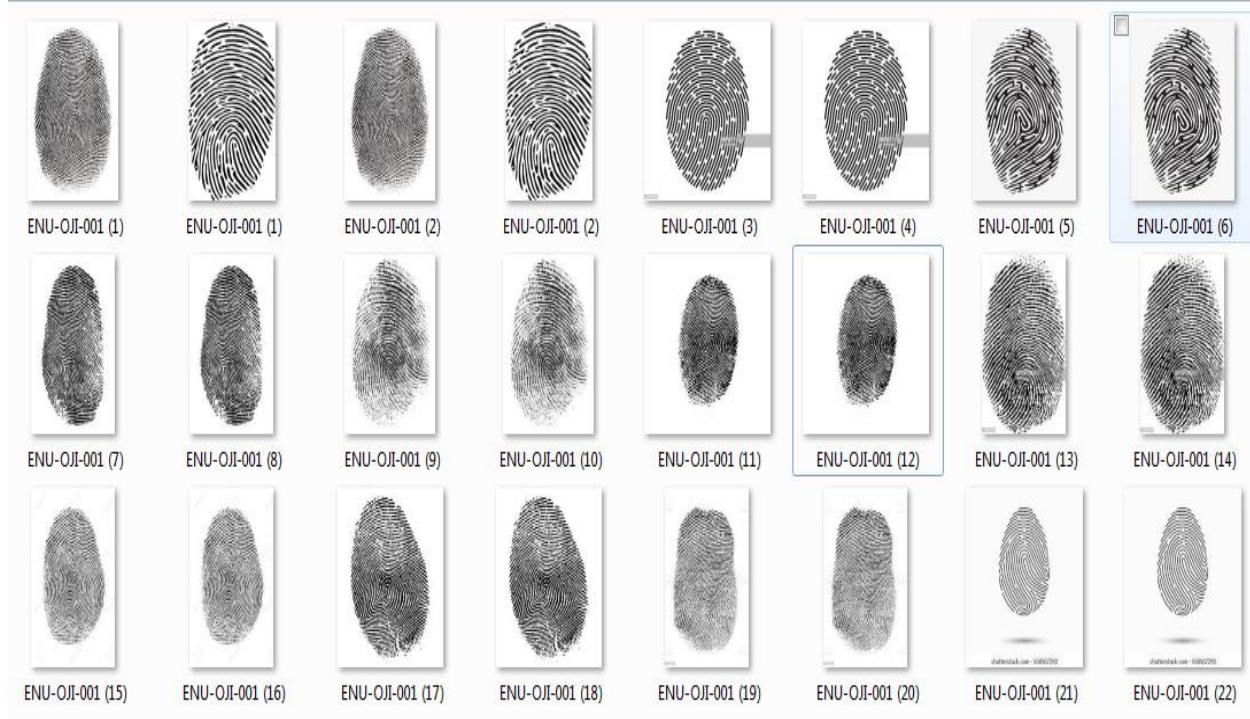 ENU-OJI-001 (1) ENU-OJI-001 (1) ENU-OJI-001 (2) ENU-OJI-001 (2) ENU-OJI-001 (3) ENU-OJI-001 (4) ENU-OJI-001 (5) ENU-OJI-001 (6)
ENU-OJI-001 (7) ENU-OJI-001 (8) ENU-OJI-001 (9) ENU-OJI-001 (10) ENU-OJI-001 (11) ENU-OJI-001 (12) ENU-OJI-001 (13) ENU-OJI-001 (14)
shutterstock.com shutterstock.com
ENU-OJI-001 (15) ENU-OJI-001 (16) ENU-OJI-001 (17) ENU-OJI-001 (18) ENU-OJI-001 (19) ENU-OJI-001 (20) ENU-OJI-001 (21) ENU-OJI-001 (22)